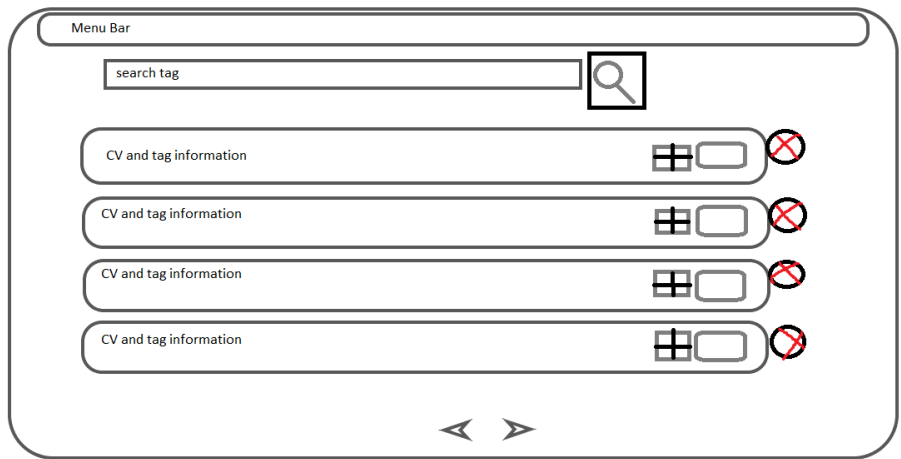 Menu Bar
search tag
CV and tag information
CV and tag information
CV and tag information
CV and tag information